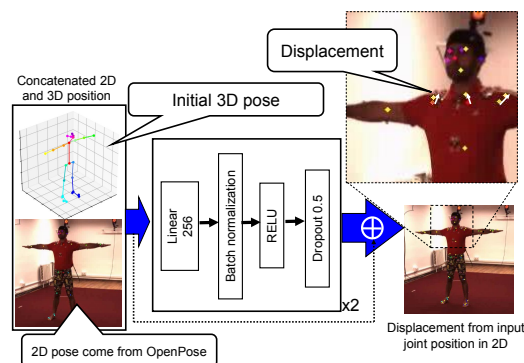 Displacement
Concatenated 2D
and 3D position
Initial 3D pose
Linear
256
Batch normalization
RELU
Dropout 0.5
x2
2D pose come from OpenPose
Displacement from input
joint position in 2D